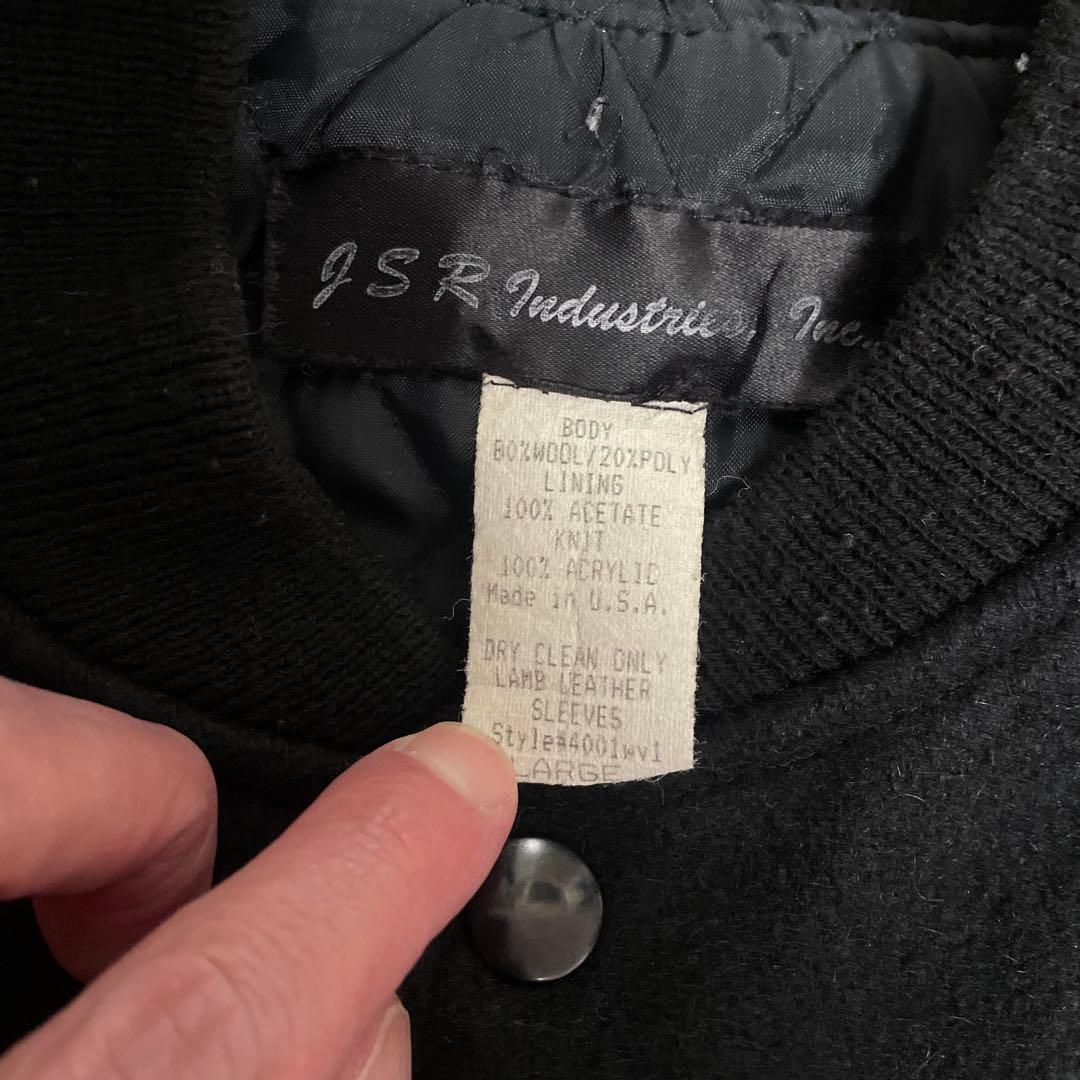 J S R Industries, Inc.
BODY
80%WOOL/20%POLY
LINING
100% ACETATE
KNIT
100% ACRYLIC
Made in U.S.A.
DRY CLEAN ONLY
LAMB LEATHER
SLEEVES
Style#4001wv1
LARGE